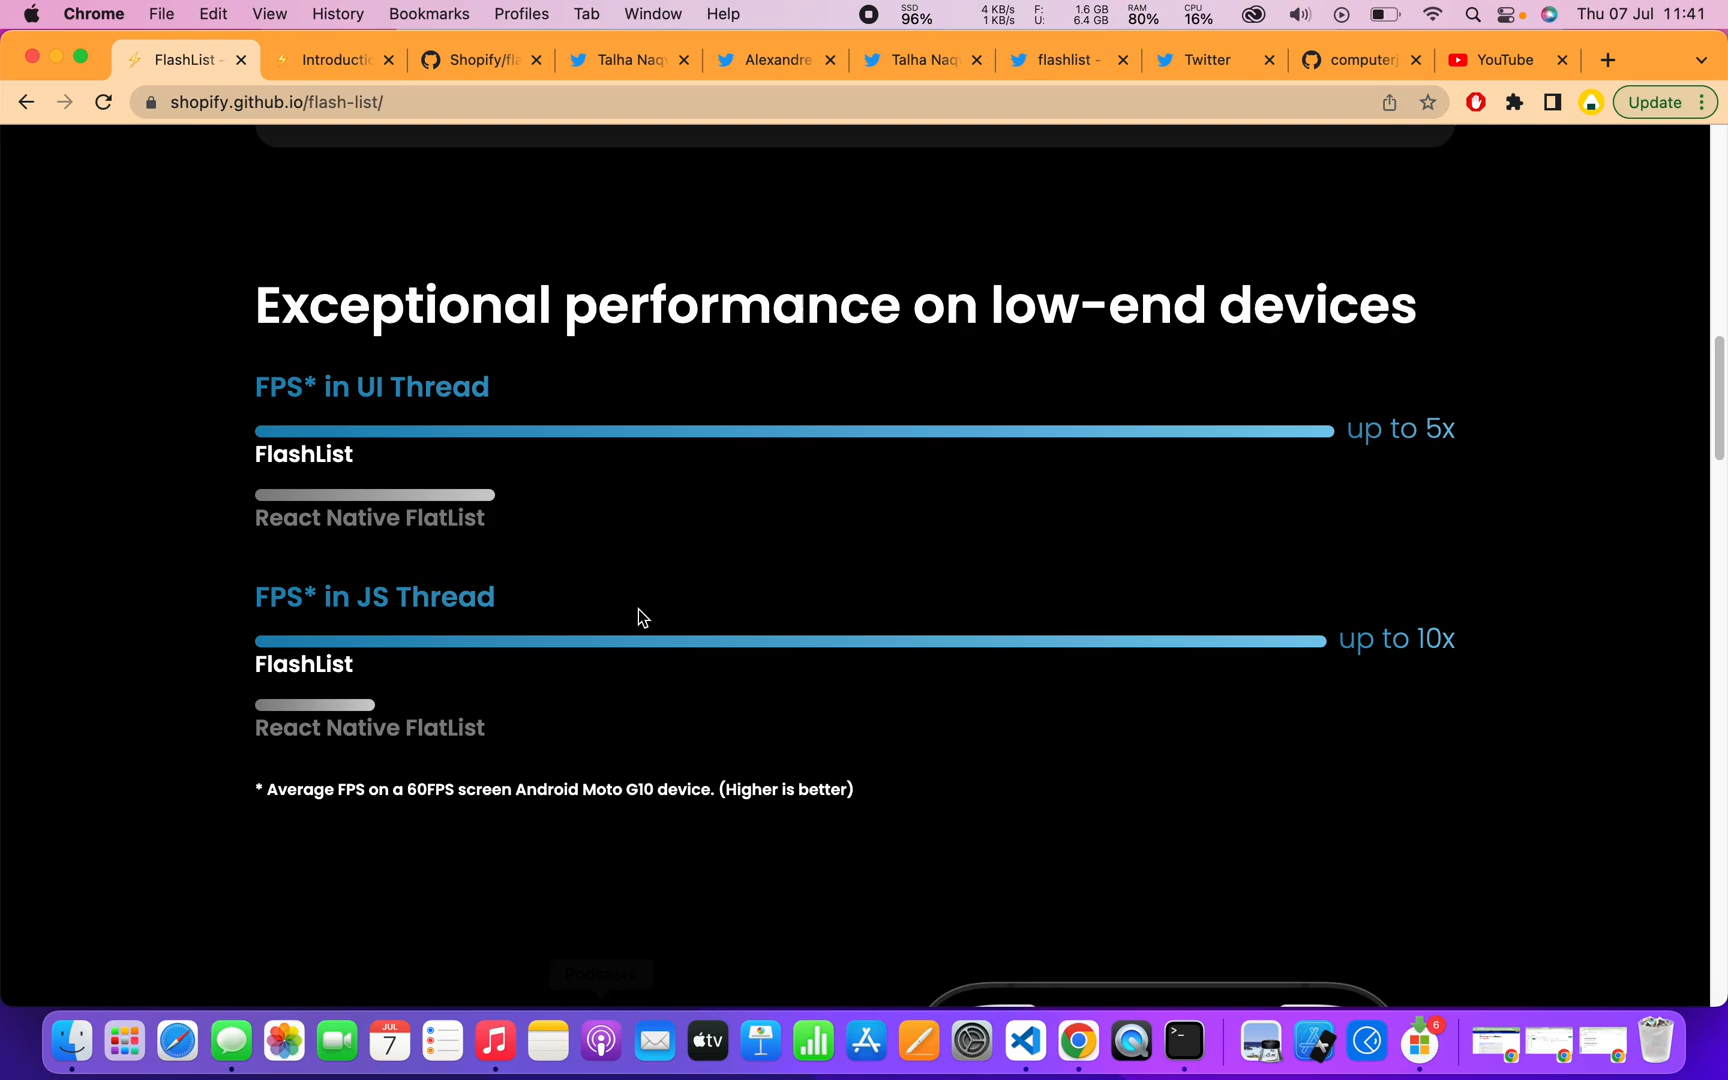 Chrome File Edit View History Bookmarks Profiles Tab Window Help
SSD 96% 4 KB/s 1 KB/s F: U: 1.6 GB 6.4 GB RAM 80% CPU 16% Thu 07 Jul 11:41
FlashList - Introductic Shopify/fla Talha Naq Alexandre Talha Naq flashlist - Twitter computerj YouTube
shopify.github.io/flash-list/ Update
Exceptional performance on low-end devices
FPS* in UI Thread
up to 5x
FlashList
React Native FlatList
FPS* in JS Thread
up to 10x
FlashList
React Native FlatList
* Average FPS on a 60FPS screen Android Moto G10 device. (Higher is better)
Podcasts
JUL
7
tv
6